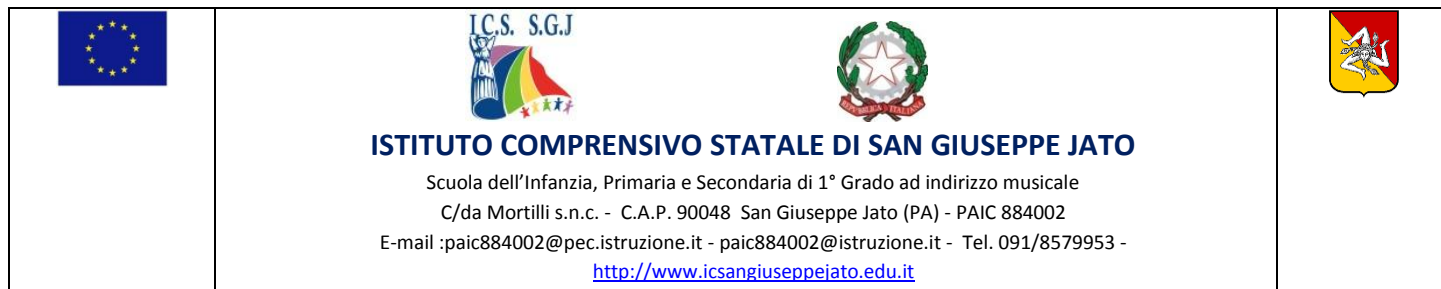 I.C.S. S.G.J
REPVBBLICA ITALIANA
ISTITUTO COMPRENSIVO STATALE DI SAN GIUSEPPE JATO
Scuola dell'Infanzia, Primaria e Secondaria di 1° Grado ad indirizzo musicale
C/da Mortilli s.n.c. - C.A.P. 90048 San Giuseppe Jato (PA) - PAIC 884002
E-mail :paic884002@pec.istruzione.it - paic884002@istruzione.it - Tel. 091/8579953 -
http://www.icsangiuseppejato.edu.it